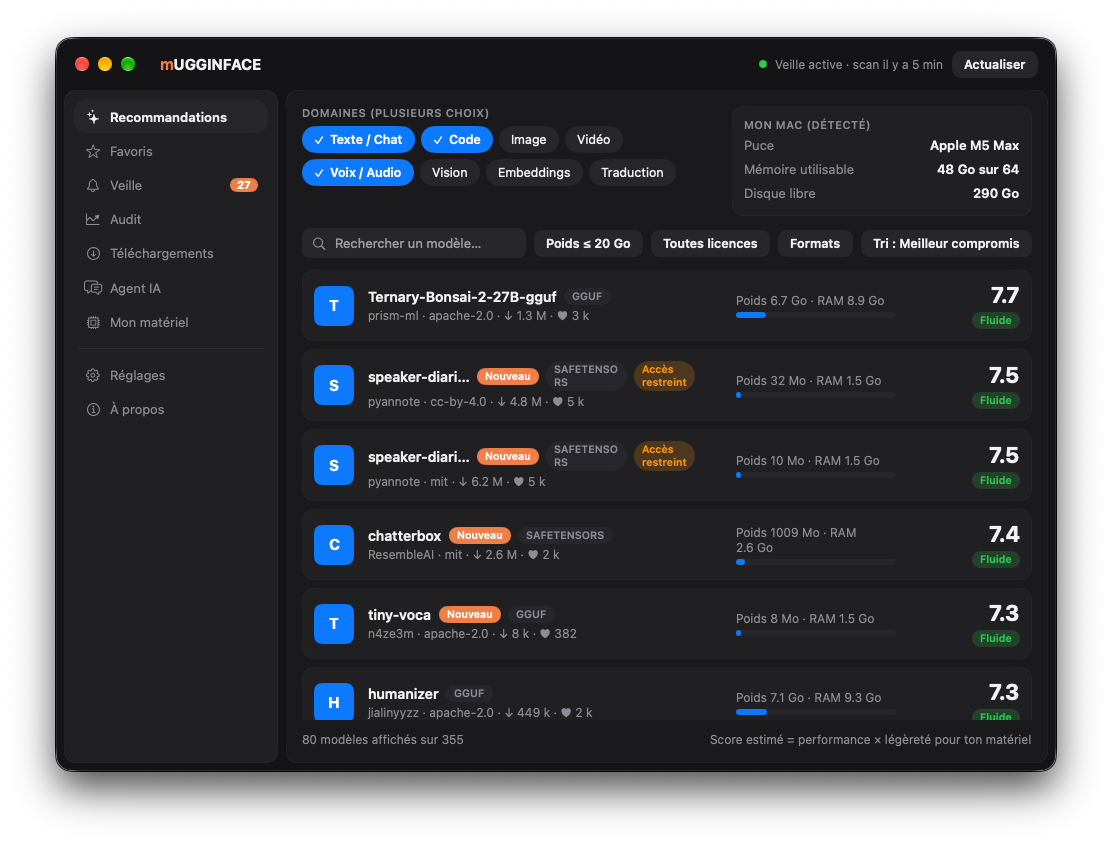 mUGGINFACE
Veille active · scan il y a 5 min
Actualiser
Recommandations
Favoris
Veille
27
Audit
Téléchargements
Agent IA
Mon matériel
Réglages
À propos
DOMAINES (PLUSIEURS CHOIX)
✓ Texte / Chat
✓ Code
Image
Vidéo
✓ Voix / Audio
Vision
Embeddings
Traduction
MON MAC (DÉTECTÉ)
Puce Apple M5 Max
Mémoire utilisable 48 Go sur 64
Disque libre 290 Go
Rechercher un modèle...
Poids ≤ 20 Go
Toutes licences
Formats
Tri : Meilleur compromis
T
Ternary-Bonsai-2-27B-gguf GGUF
prism-ml · apache-2.0 · ↓ 1.3 M · ♥ 3 k
Poids 6.7 Go · RAM 8.9 Go
7.7
Fluide
S
speaker-diari... Nouveau
SAFETENSO
RS
Accès
restreint
pyannote · cc-by-4.0 · ↓ 4.8 M · ♥ 5 k
Poids 32 Mo · RAM 1.5 Go
7.5
Fluide
S
speaker-diari... Nouveau
SAFETENSO
RS
Accès
restreint
pyannote · mit · ↓ 6.2 M · ♥ 5 k
Poids 10 Mo · RAM 1.5 Go
7.5
Fluide
C
chatterbox Nouveau SAFETENSORS
ResembleAI · mit · ↓ 2.6 M · ♥ 2 k
Poids 1009 Mo · RAM
2.6 Go
7.4
Fluide
T
tiny-voca Nouveau GGUF
n4ze3m · apache-2.0 · ↓ 8 k · ♥ 382
Poids 8 Mo · RAM 1.5 Go
7.3
Fluide
H
humanizer GGUF
jialinyyzz · apache-2.0 · ↓ 449 k · ♥ 2 k
Poids 7.1 Go · RAM 9.3 Go
7.3
Fluide
80 modèles affichés sur 355
Score estimé = performance × légèreté pour ton matériel